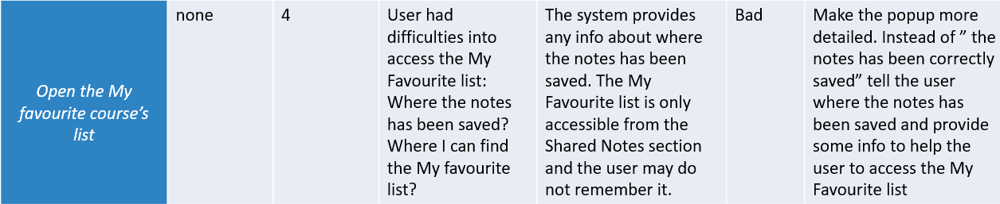 Open the My
favourite course’s
list
none
4
User had
difficulties into
access the My
Favourite list:
Where the notes
has been saved?
Where I can find
the My favourite
list?
The system provides
any info about where
the notes has been
saved. The My
Favourite list is only
accessible from the
Shared Notes section
and the user may do
not remember it.
Bad
Make the popup more
detailed. Instead of ” the
notes has been correctly
saved” tell the user
where the notes has
been saved and provide
some info to help the
user to access the My
Favourite list